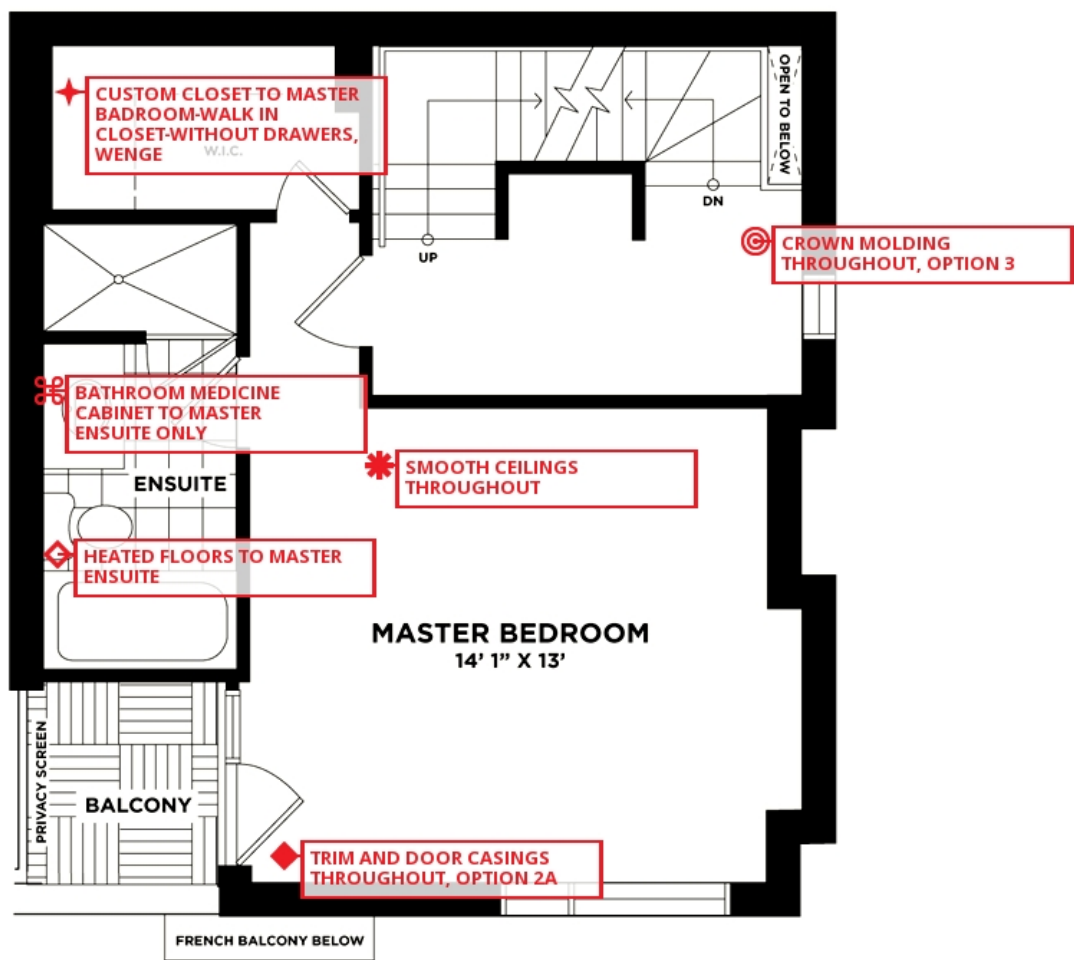 CUSTOM CLOSET TO MASTER
BADROOM-WALK IN
CLOSET-WITHOUT DRAWERS,
WENGE
W.I.C.
OPEN TO BELOW
UP
DN
CROWN MOLDING
THROUGHOUT, OPTION 3
BATHROOM MEDICINE
CABINET TO MASTER
ENSUITE ONLY
SMOOTH CEILINGS
THROUGHOUT
ENSUITE
HEATED FLOORS TO MASTER
ENSUITE
MASTER BEDROOM
14' 1" X 13'
PRIVACY SCREEN
BALCONY
TRIM AND DOOR CASINGS
THROUGHOUT, OPTION 2A
FRENCH BALCONY BELOW